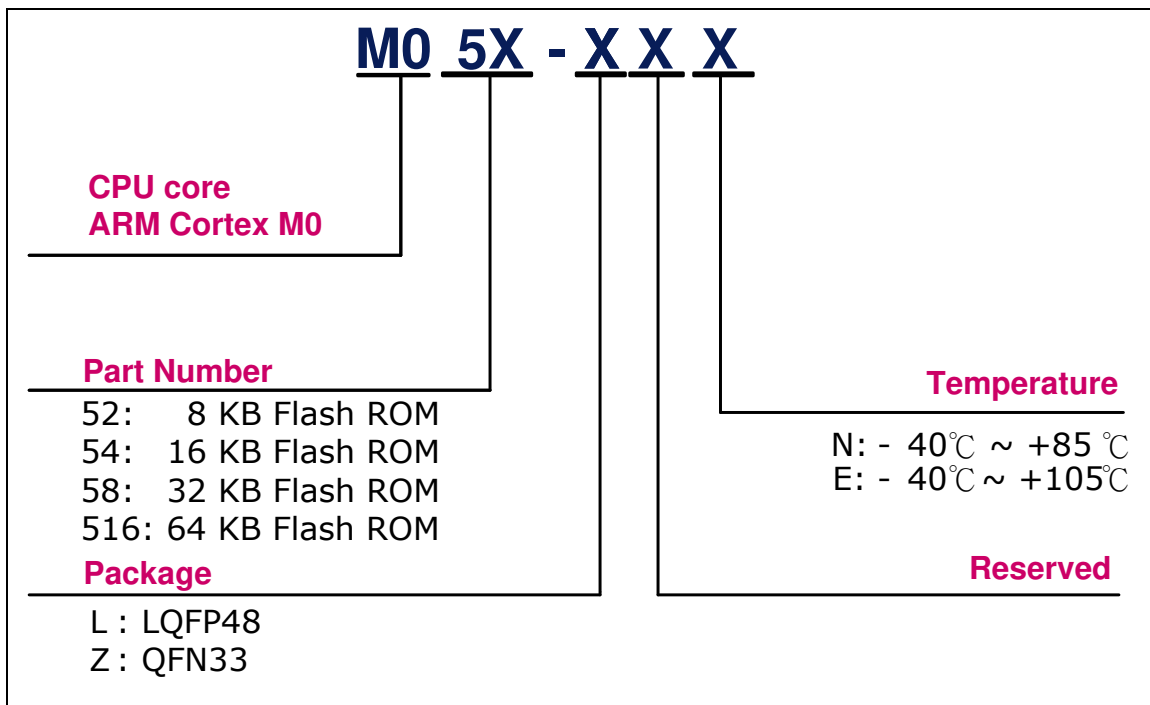 M0 5X - X X X
CPU core
ARM Cortex M0
Part Number
52: 8 KB Flash ROM
54: 16 KB Flash ROM
58: 32 KB Flash ROM
516: 64 KB Flash ROM
Package
L : LQFP48
Z : QFN33
Temperature
N: - 40℃ ~ +85 ℃
E: - 40℃ ~ +105℃
Reserved